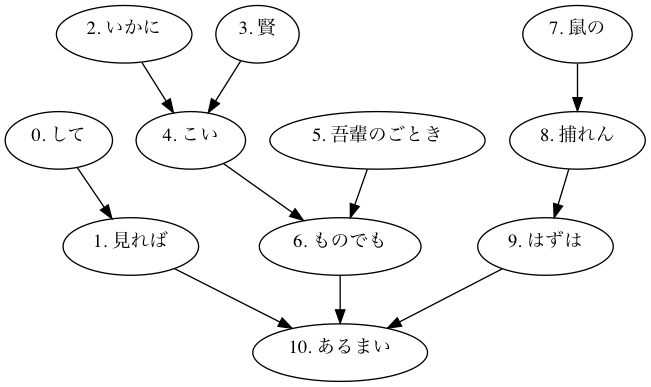 2. いかに
3. 賢
7. 鼠の
0. して
4. こい
5. 吾輩のごとき
8. 捕れん
1. 見れば
6. ものでも
9. はずは
10. あるまい